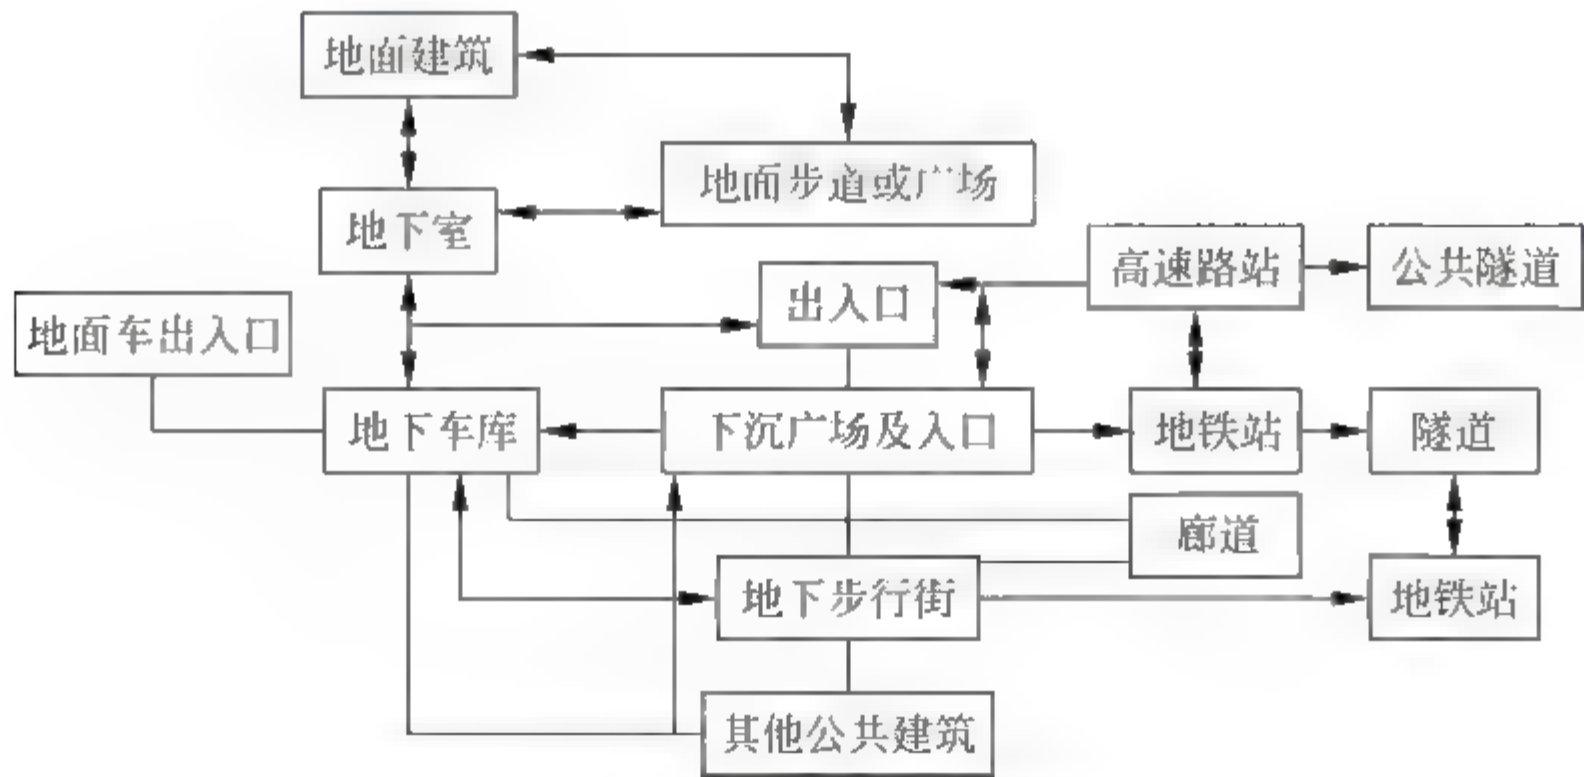 地面建筑
地面步道或广场
地下室
高速路站
公共隧道
出入口
地面车出入口
地下车库
下沉广场及入口
地铁站
隧道
廊道
地下步行街
地铁站
其他公共建筑